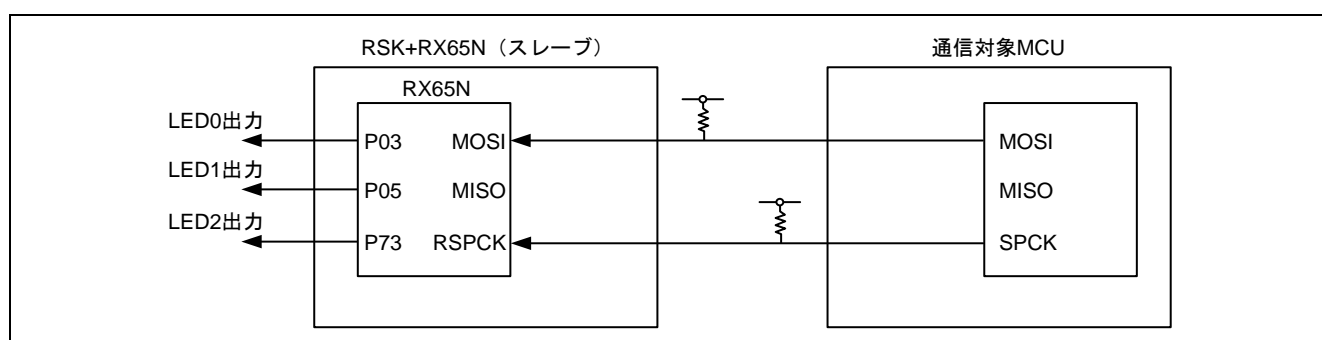 RSK+RX65N（スレーブ）
通信対象MCU
RX65N
LED0出力
P03
MOSI
MOSI
LED1出力
P05
MISO
MISO
LED2出力
P73
RSPCK
SPCK